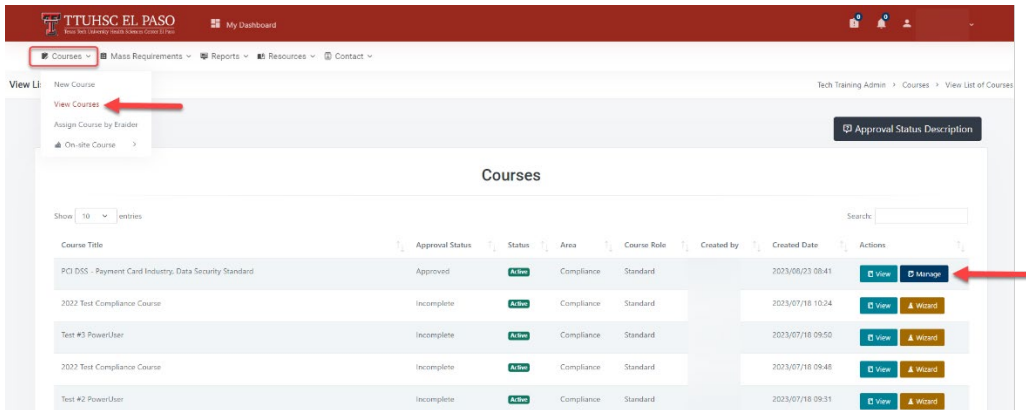 TTUHSC EL PASO
Texas Tech University Health Sciences Center El Paso
My Dashboard
0
0
Courses
Mass Requirements
Reports
Resources
Contact
View Li
Tech Training Admin > Courses > View List of Courses
New Course
View Courses
Assign Course by Eraider
On-site Course >
Approval Status Description
Courses
Show 10 entries
Search:
Course Title Approval Status Status Area Course Role Created by Created Date Actions
PCI DSS - Payment Card Industry, Data Security Standard Approved Active Compliance Standard 2023/08/23 08:41 View Manage
2022 Test Compliance Course Incomplete Active Compliance Standard 2023/07/18 10:24 View Wizard
Test #3 PowerUser Incomplete Active Compliance Standard 2023/07/18 09:50 View Wizard
2022 Test Compliance Course Incomplete Active Compliance Standard 2023/07/18 09:48 View Wizard
Test #2 PowerUser Incomplete Active Compliance Standard 2023/07/18 09:31 View Wizard